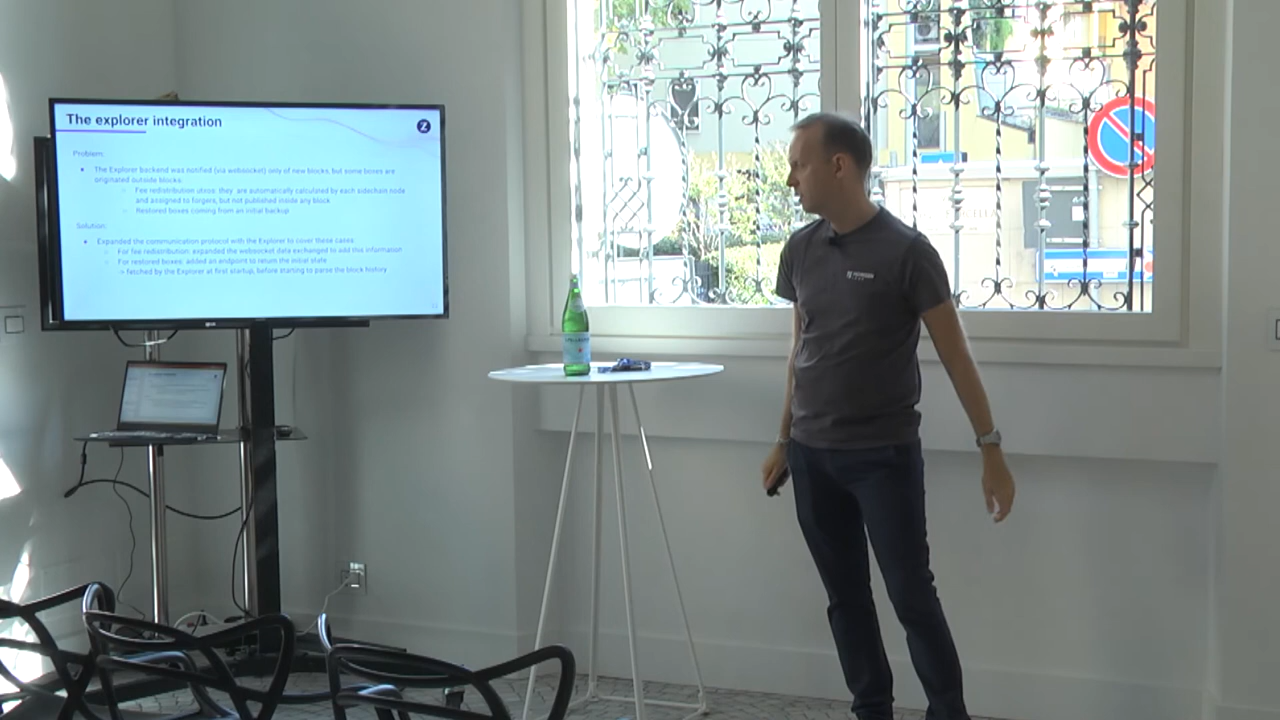 The explorer integration
Problem:
The Explorer backend was notified (via websocket) only of new blocks, but some boxes are
originated outside blocks:
Fee redistribution utxos: they are automatically calculated by each sidechain node
and assigned to forgers, but not published inside any block
Restored boxes coming from an initial backup
Solution:
Expanded the communication protocol with the Explorer to cover these cases:
For fee redistribution: expanded the websocket data exchanged to add this information
For restored boxes: added an endpoint to return the initial state
-> fetched by the Explorer at first startup, before starting to parse the block history